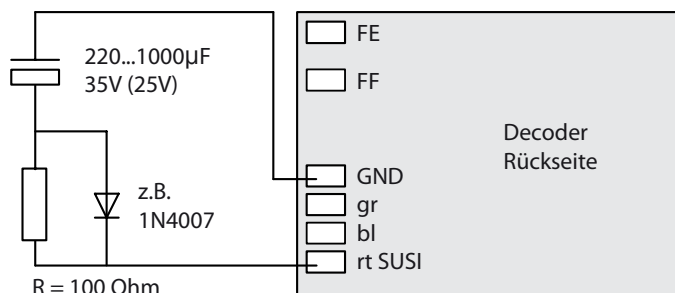 220...1000µF
35V (25V)
z.B.
1N4007
R = 100 Ohm
FE
FF
GND
gr
bl
rt SUSI
Decoder
Rückseite